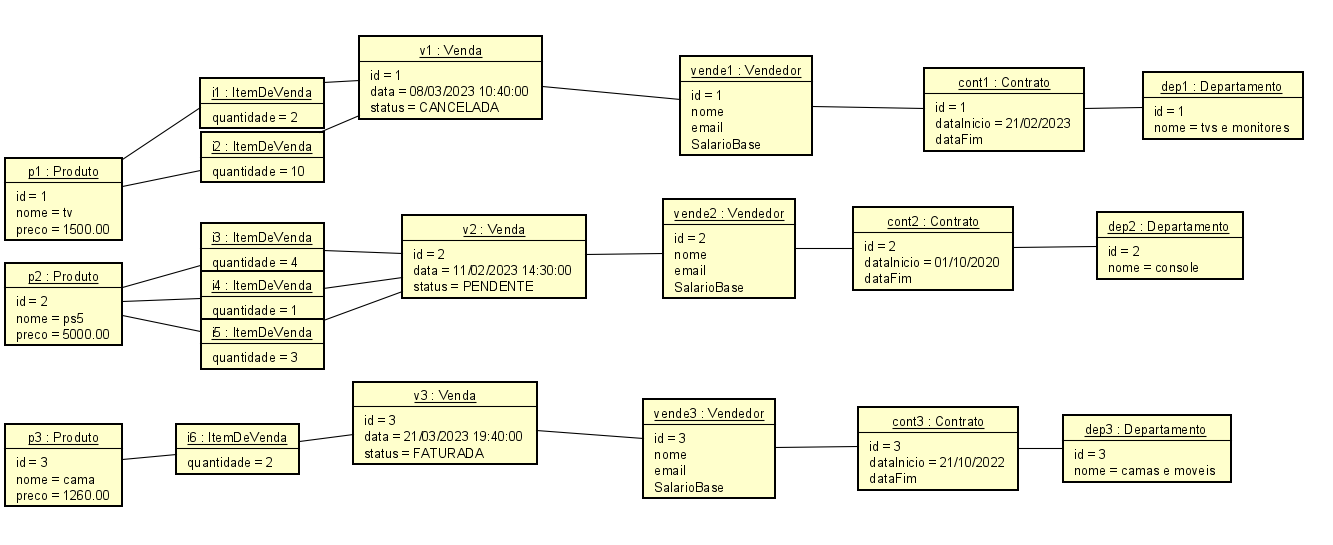 v1 : Venda
id = 1
data = 08/03/2023 10:40:00
status = CANCELADA
vende1 : Vendedor
id = 1
nome
email
SalarioBase
cont1 : Contrato
id = 1
dataInicio = 21/02/2023
dataFim
dep1 : Departamento
id = 1
nome = tvs e monitores
i1 : ItemDeVenda
quantidade = 2
i2 : ItemDeVenda
quantidade = 10
p1 : Produto
id = 1
nome = tv
preco = 1500.00
i3 : ItemDeVenda
quantidade = 4
i4 : ItemDeVenda
quantidade = 1
i5 : ItemDeVenda
quantidade = 3
v2 : Venda
id = 2
data = 11/02/2023 14:30:00
status = PENDENTE
vende2 : Vendedor
id = 2
nome
email
SalarioBase
cont2 : Contrato
id = 2
dataInicio = 01/10/2020
dataFim
dep2 : Departamento
id = 2
nome = console
p2 : Produto
id = 2
nome = ps5
preco = 5000.00
v3 : Venda
id = 3
data = 21/03/2023 19:40:00
status = FATURADA
vende3 : Vendedor
id = 3
nome
email
SalarioBase
cont3 : Contrato
id = 3
dataInicio = 21/10/2022
dataFim
dep3 : Departamento
id = 3
nome = camas e moveis
p3 : Produto
id = 3
nome = cama
preco = 1260.00
i6 : ItemDeVenda
quantidade = 2